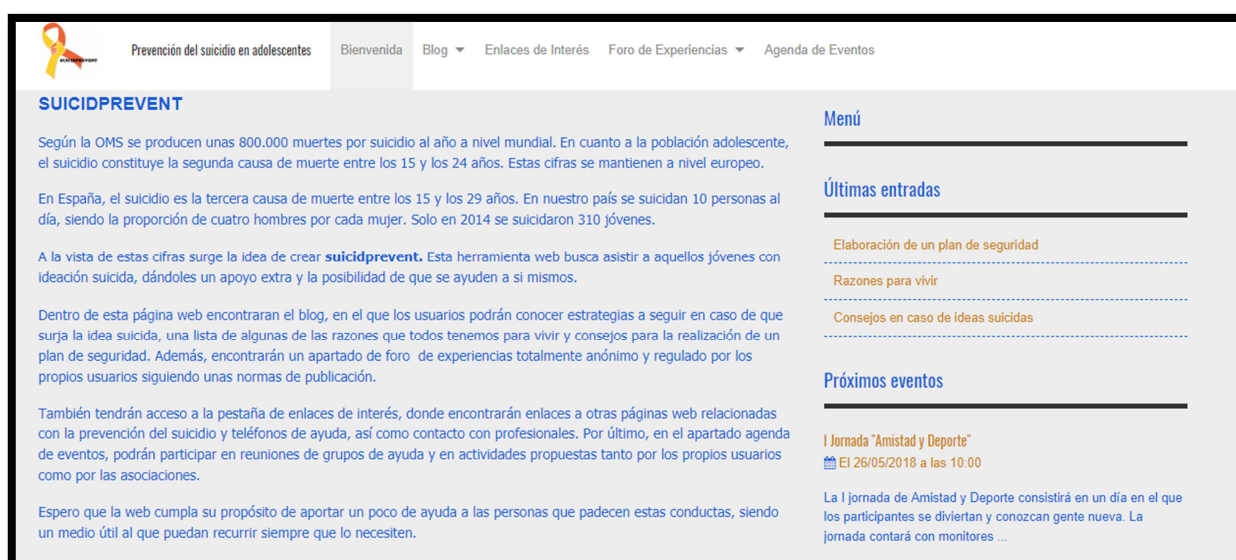 SUICIDPREVENT
Prevención del suicidio en adolescentes
Bienvenida
Blog
Enlaces de Interés
Foro de Experiencias
Agenda de Eventos
SUICIDPREVENT
Según la OMS se producen unas 800.000 muertes por suicidio al año a nivel mundial. En cuanto a la población adolescente,
el suicidio constituye la segunda causa de muerte entre los 15 y los 24 años. Estas cifras se mantienen a nivel europeo.
En España, el suicidio es la tercera causa de muerte entre los 15 y los 29 años. En nuestro país se suicidan 10 personas al
día, siendo la proporción de cuatro hombres por cada mujer. Solo en 2014 se suicidaron 310 jóvenes.
A la vista de estas cifras surge la idea de crear suicidprevent. Esta herramienta web busca asistir a aquellos jóvenes con
ideación suicida, dándoles un apoyo extra y la posibilidad de que se ayuden a si mismos.
Dentro de esta página web encontraran el blog, en el que los usuarios podrán conocer estrategias a seguir en caso de que
surja la idea suicida, una lista de algunas de las razones que todos tenemos para vivir y consejos para la realización de un
plan de seguridad. Además, encontrarán un apartado de foro de experiencias totalmente anónimo y regulado por los
propios usuarios siguiendo unas normas de publicación.
También tendrán acceso a la pestaña de enlaces de interés, donde encontrarán enlaces a otras páginas web relacionadas
con la prevención del suicidio y teléfonos de ayuda, así como contacto con profesionales. Por último, en el apartado agenda
de eventos, podrán participar en reuniones de grupos de ayuda y en actividades propuestas tanto por los propios usuarios
como por las asociaciones.
Espero que la web cumpla su propósito de aportar un poco de ayuda a las personas que padecen estas conductas, siendo
un medio útil al que puedan recurrir siempre que lo necesiten.
Menú
Últimas entradas
Elaboración de un plan de seguridad
Razones para vivir
Consejos en caso de ideas suicidas
Próximos eventos
I Jornada "Amistad y Deporte"
El 26/05/2018 a las 10:00
La I jornada de Amistad y Deporte consistirá en un día en el que
los participantes se diviertan y conozcan gente nueva. La
jornada contará con monitores ...